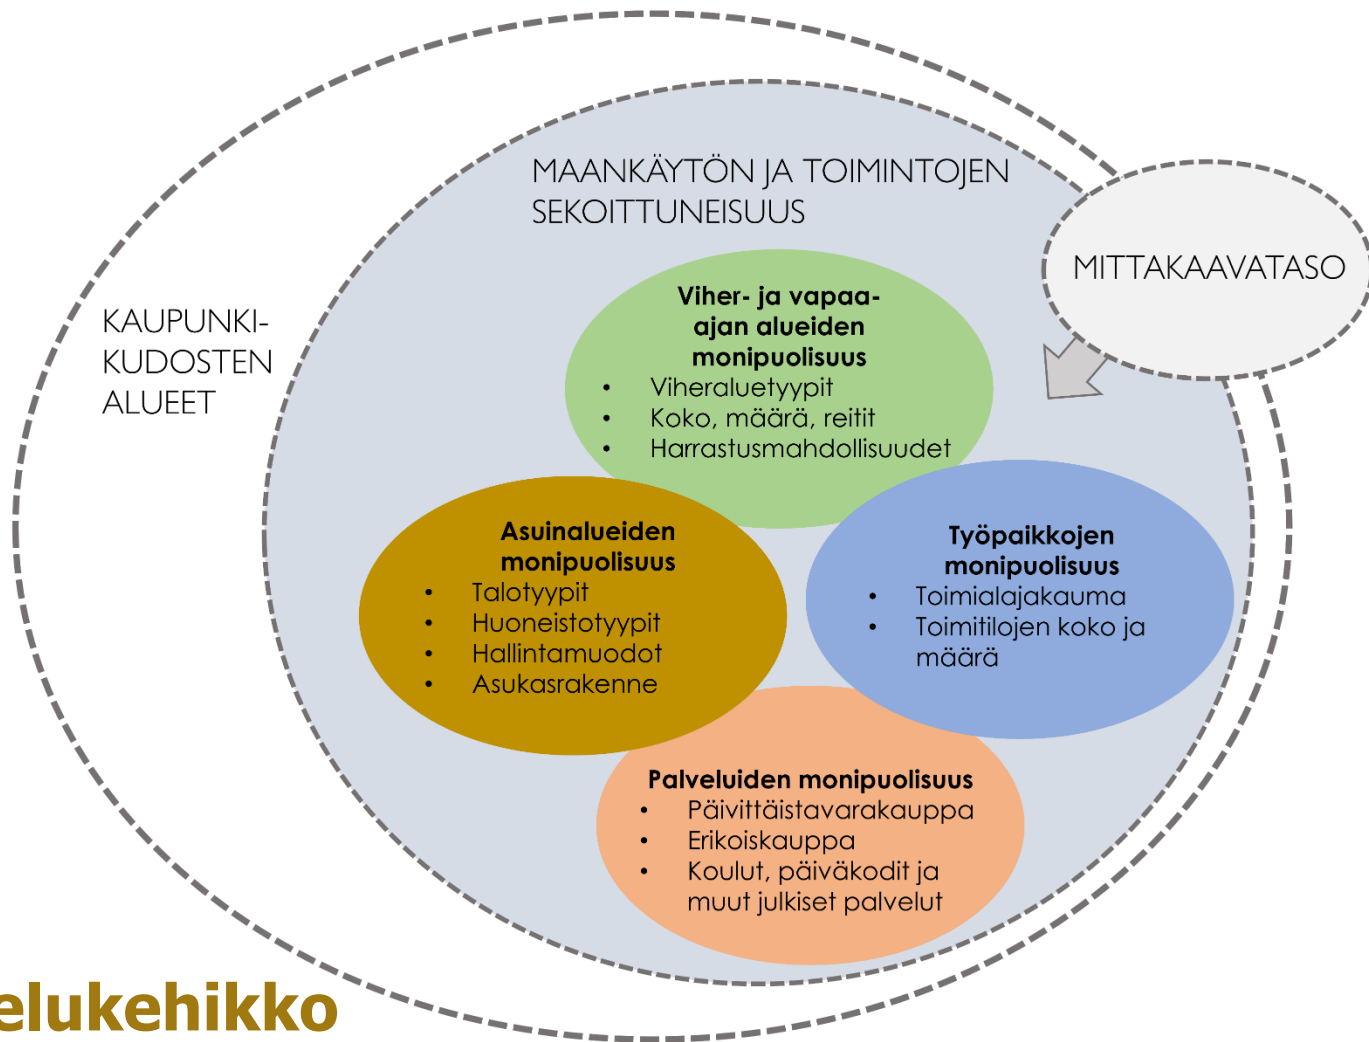 MAANKÄYTÖN JA TOIMINTOJEN
SEKOITTUNEISUUS
MITTAKAAVATASO
KAUPUNKI-
KUDOSTEN
ALUEET
Viher- ja vapaa-
ajan alueiden
monipuolisuus
• Viheraluetyypit
• Koko, määrä, reitit
• Harrastusmahdollisuudet
Asuinalueiden
monipuolisuus
• Talotyypit
• Huoneistotyypit
• Hallintamuodot
• Asukasrakenne
Työpaikkojen
monipuolisuus
• Toimialajakauma
• Toimitilojen koko ja
määrä
Palveluiden monipuolisuus
• Päivittäistavarakauppa
• Erikoiskauppa
• Koulut, päiväkodit ja
muut julkiset palvelut
elukehikko